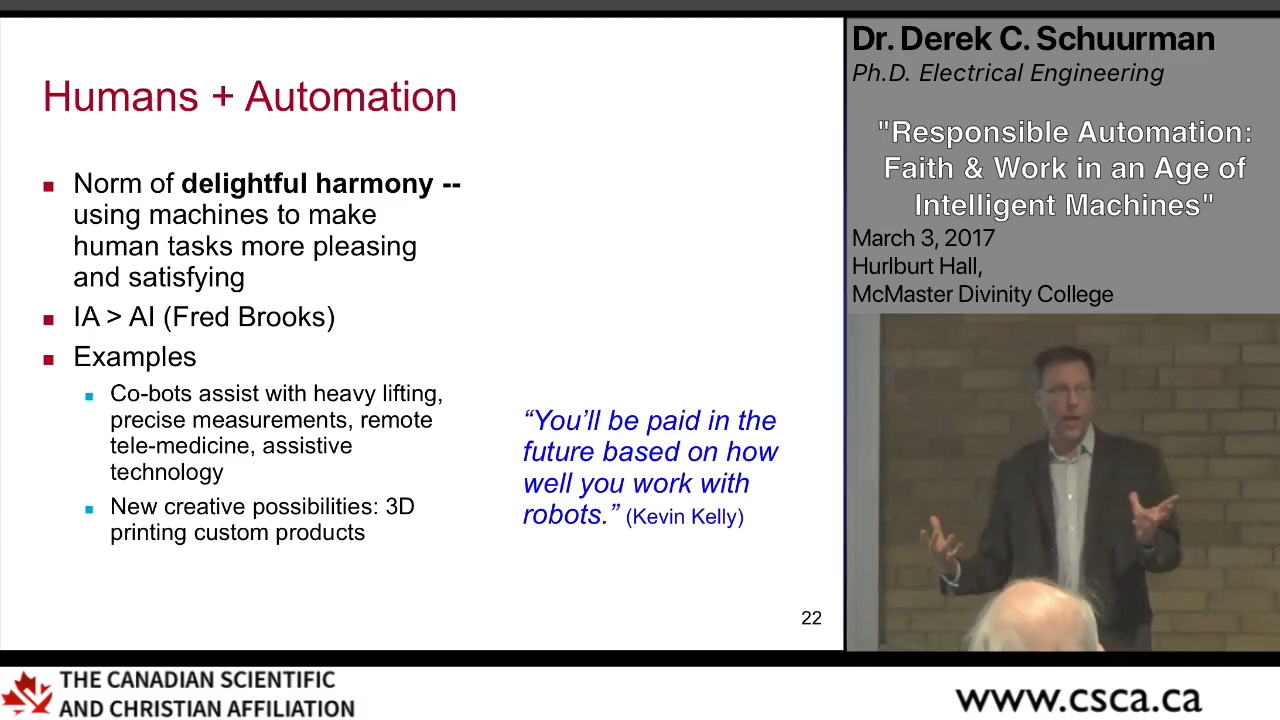 Humans + Automation
Norm of delightful harmony --
using machines to make
human tasks more pleasing
and satisfying
IA > AI (Fred Brooks)
Examples
Co-bots assist with heavy lifting,
precise measurements, remote
tele-medicine, assistive
technology
New creative possibilities: 3D
printing custom products
“You’ll be paid in the
future based on how
well you work with
robots.” (Kevin Kelly)
22
Dr. Derek C. Schuurman
Ph.D. Electrical Engineering
"Responsible Automation:
Faith & Work in an Age of
Intelligent Machines"
March 3, 2017
Hurlburt Hall,
McMaster Divinity College
THE CANADIAN SCIENTIFIC
AND CHRISTIAN AFFILIATION
www.csca.ca